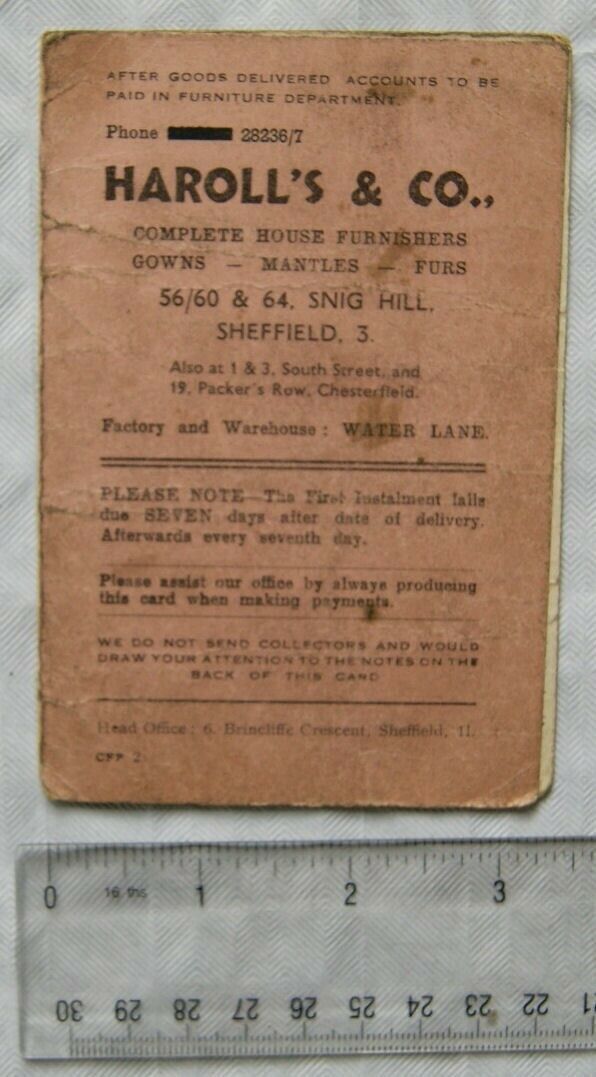 AFTER GOODS DELIVERED ACCOUNTS TO BE
PAID IN FURNITURE DEPARTMENT.
Phone 28236/7
HAROLL'S & CO.,
COMPLETE HOUSE FURNISHERS
GOWNS — MANTLES — FURS
56/60 & 64, SNIG HILL,
SHEFFIELD, 3.
Also at 1 & 3, South Street, and
19, Packer's Row, Chesterfield.
Factory and Warehouse: WATER LANE.
PLEASE NOTE—The First Instalment falls
due SEVEN days after date of delivery.
Afterwards every seventh day.
Please assist our office by always producing
this card when making payments.
WE DO NOT SEND COLLECTORS AND WOULD
DRAW YOUR ATTENTION TO THE NOTES ON THE
BACK OF THIS CARD
Head Office: 6, Brincliffe Crescent, Sheffield, 11.
CFP 2
0 16 ths 1 2 3
30 29 28 27 26 25 24 23 22 21